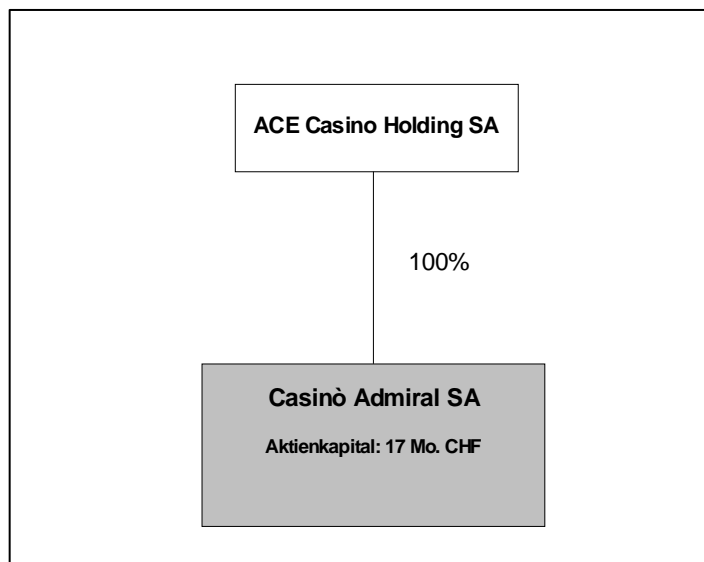 ACE Casino Holding SA
100%
Casinò Admiral SA
Aktienkapital: 17 Mo. CHF